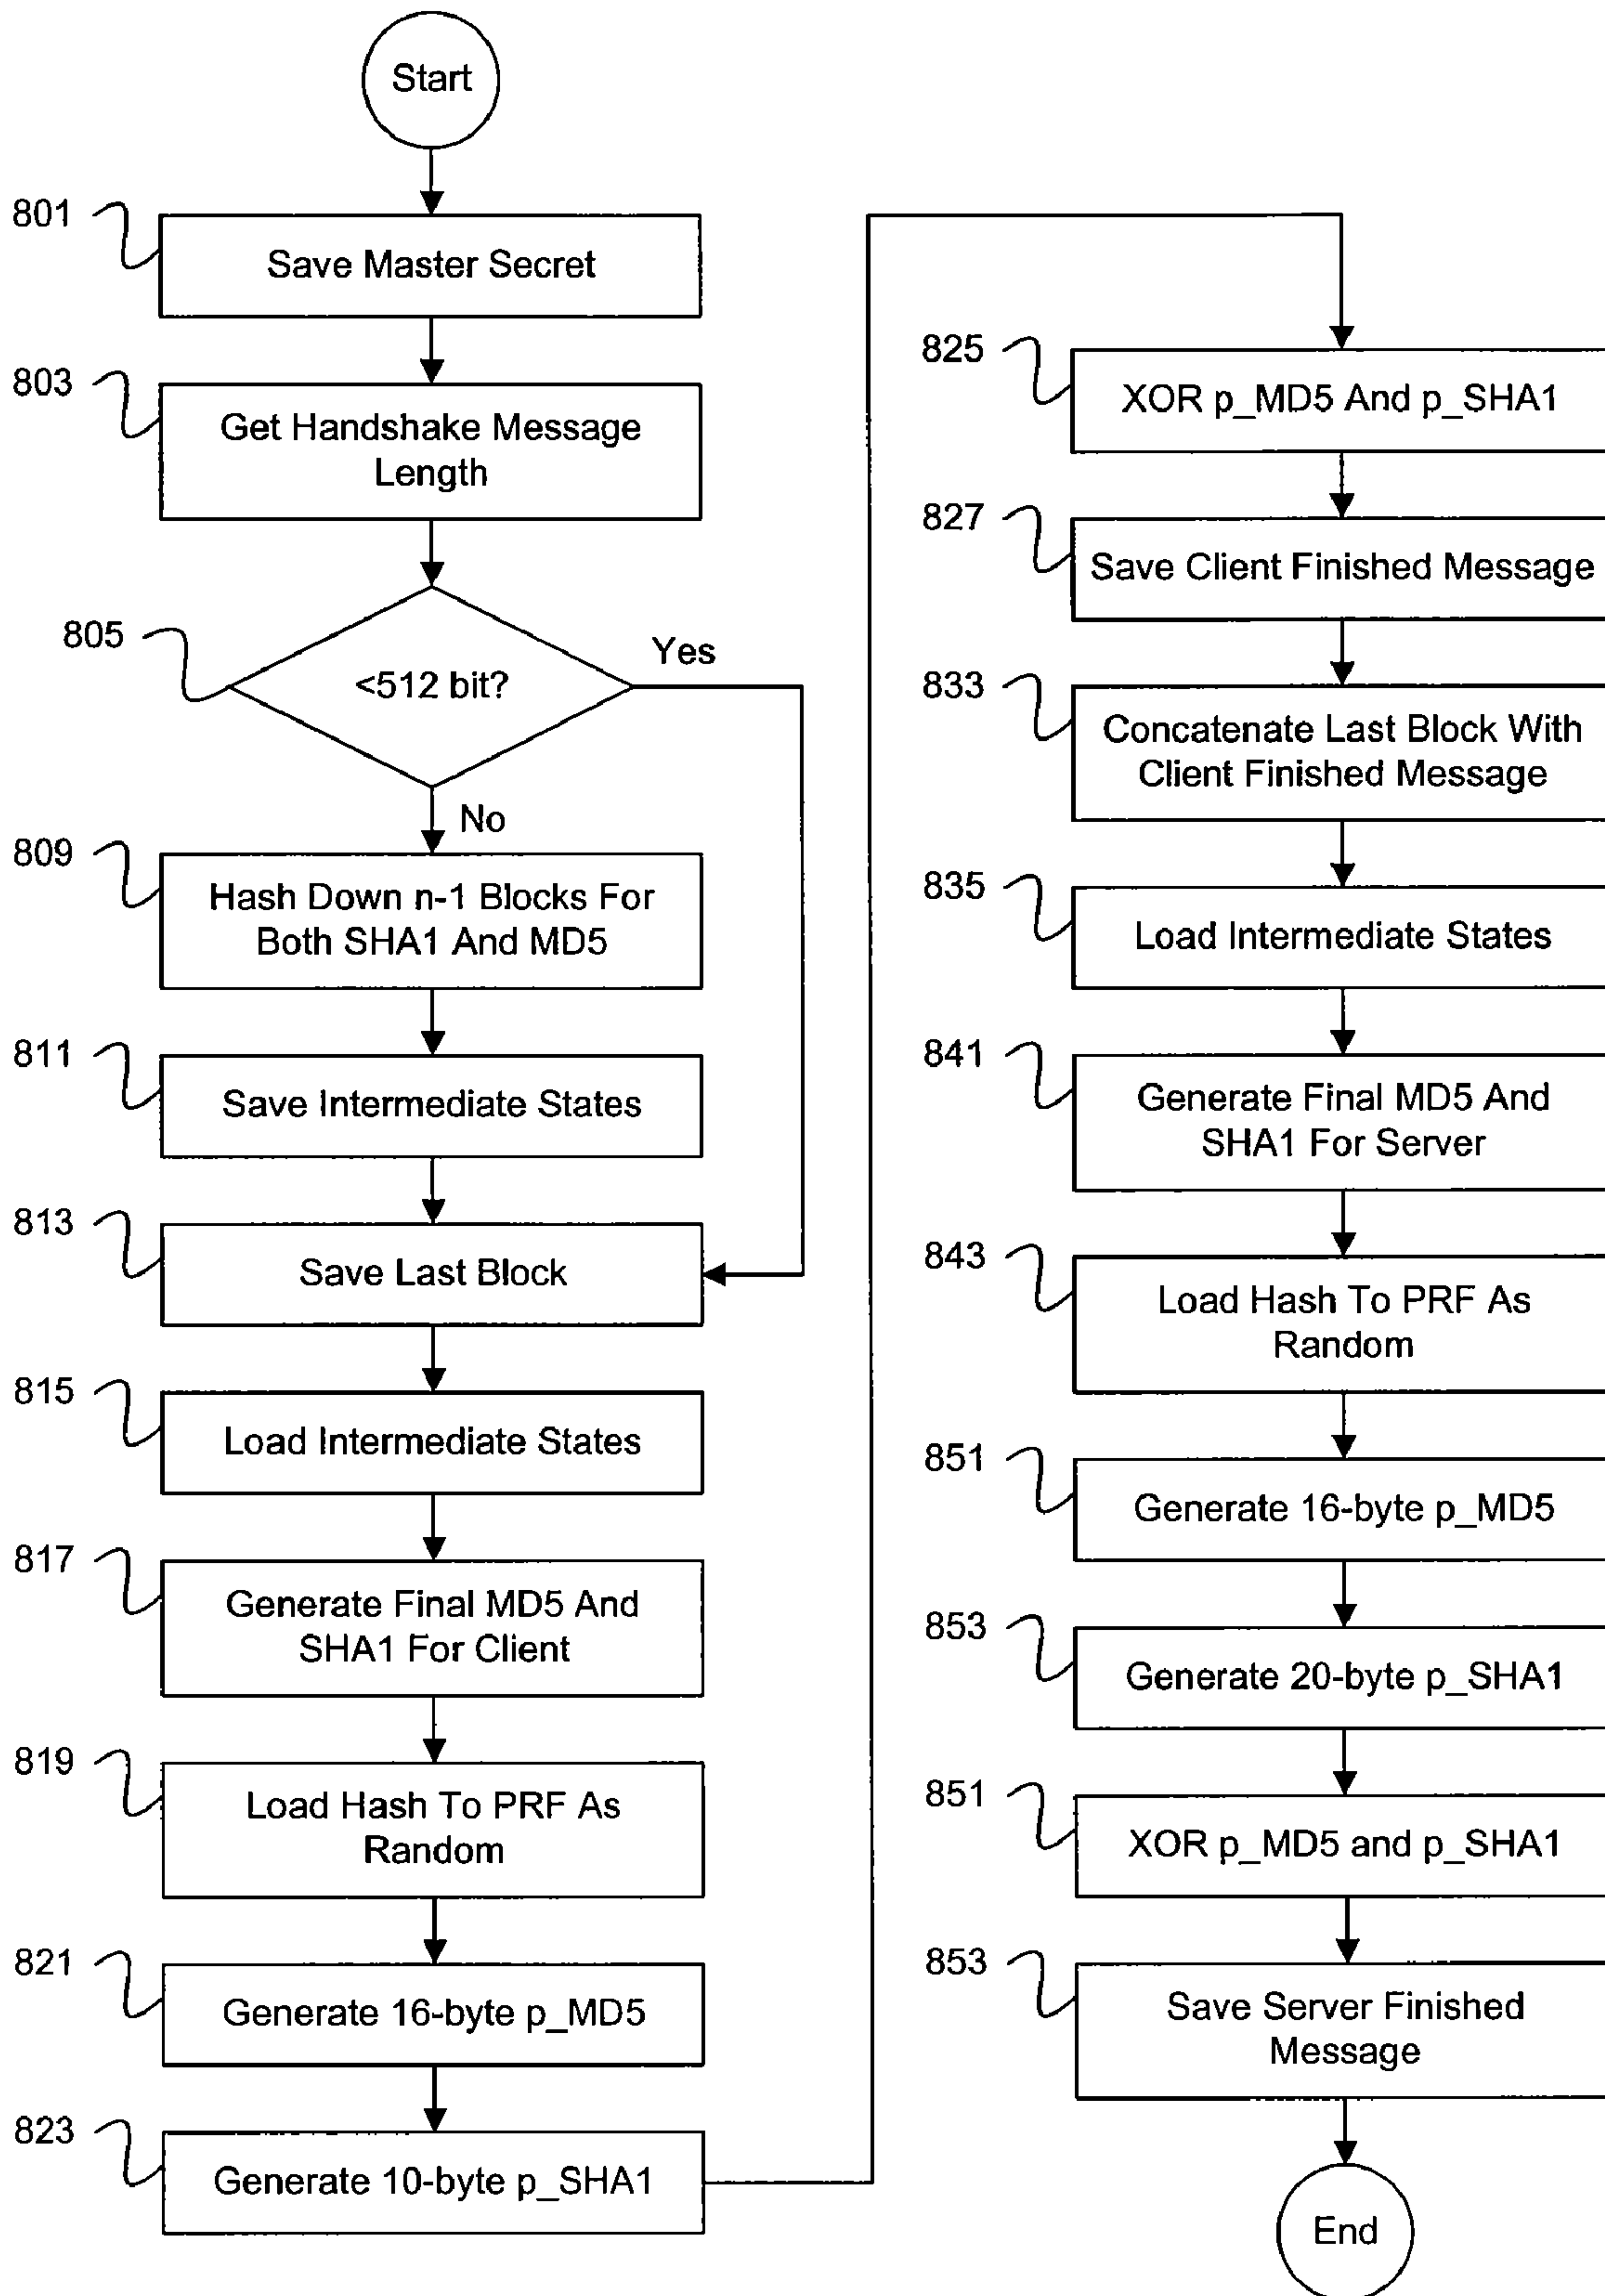 Start
801
Save Master Secret
803
Get Handshake Message
Length
805
<512 bit?
Yes
No
809
Hash Down n-1 Blocks For
Both SHA1 And MD5
811
Save Intermediate States
813
Save Last Block
815
Load Intermediate States
817
Generate Final MD5 And
SHA1 For Client
819
Load Hash To PRF As
Random
821
Generate 16-byte p_MD5
823
Generate 10-byte p_SHA1
825
XOR p_MD5 And p_SHA1
827
Save Client Finished Message
833
Concatenate Last Block With
Client Finished Message
835
Load Intermediate States
841
Generate Final MD5 And
SHA1 For Server
843
Load Hash To PRF As
Random
851
Generate 16-byte p_MD5
853
Generate 20-byte p_SHA1
851
XOR p_MD5 and p_SHA1
853
Save Server Finished
Message
End